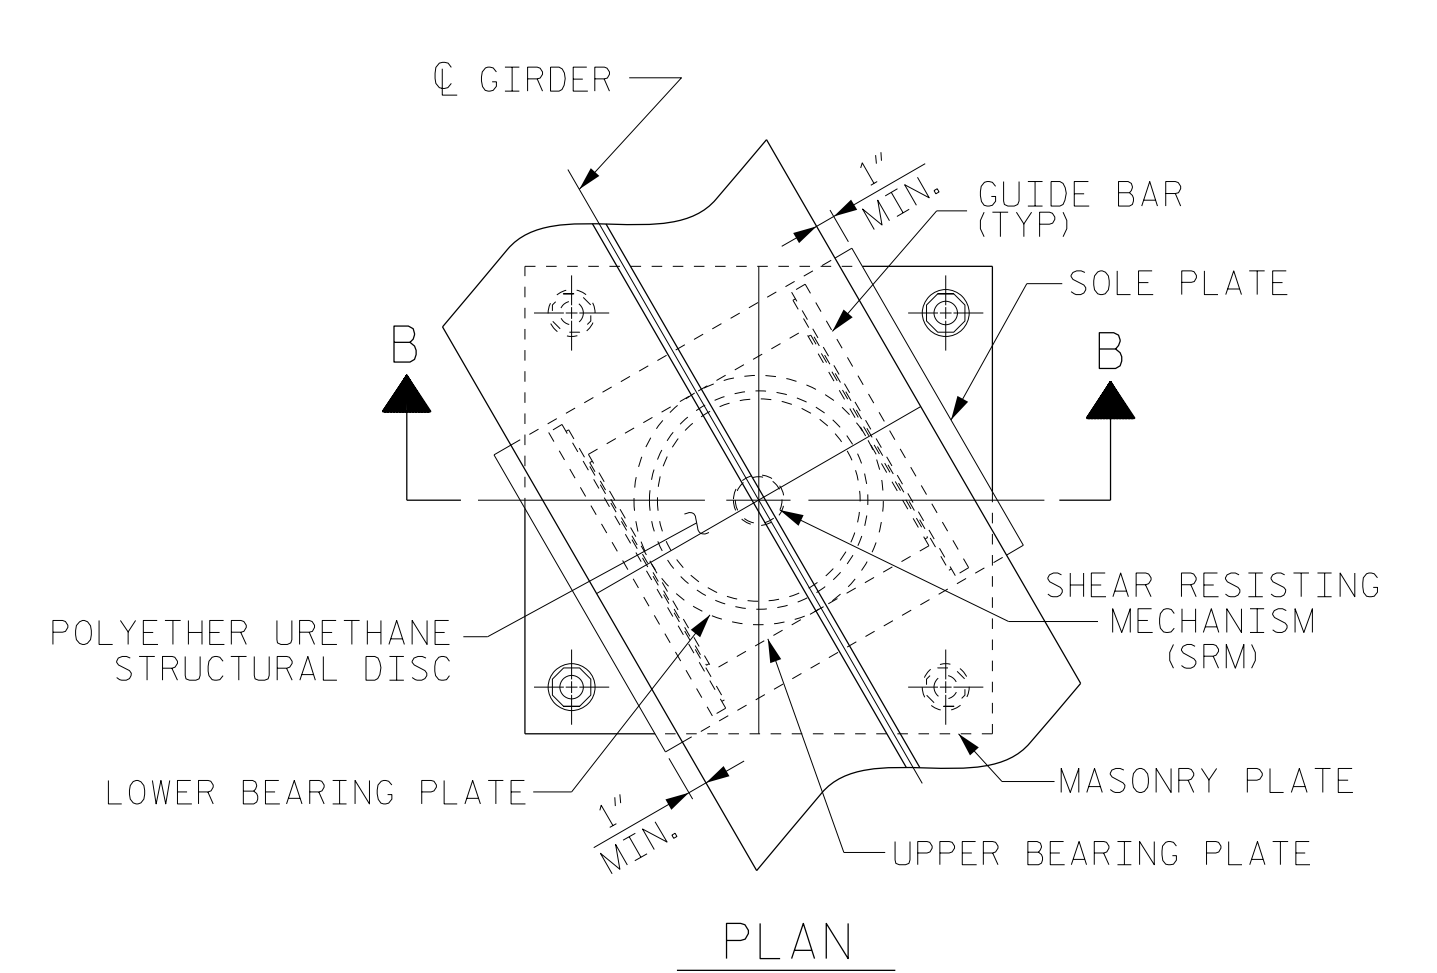 ℄ GIRDER
1"
MIN.
GUIDE BAR
(TYP)
SOLE PLATE
B
B
SHEAR RESISTING
MECHANISM
(SRM)
POLYETHER URETHANE
STRUCTURAL DISC
LOWER BEARING PLATE
MASONRY PLATE
1"
MIN.
UPPER BEARING PLATE
PLAN